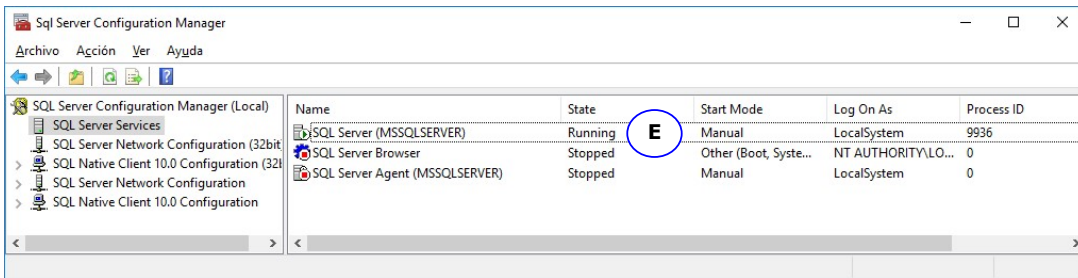 Sql Server Configuration Manager
Archivo Acción Ver Ayuda
SQL Server Configuration Manager (Local)
SQL Server Services
SQL Server Network Configuration (32bit
SQL Native Client 10.0 Configuration (32b
SQL Server Network Configuration
SQL Native Client 10.0 Configuration
Name State Start Mode Log On As Process ID
SQL Server (MSSQLSERVER) Running E Manual LocalSystem 9936
SQL Server Browser Stopped Other (Boot, Syste... NT AUTHORITY\LO... 0
SQL Server Agent (MSSQLSERVER) Stopped Manual LocalSystem 0